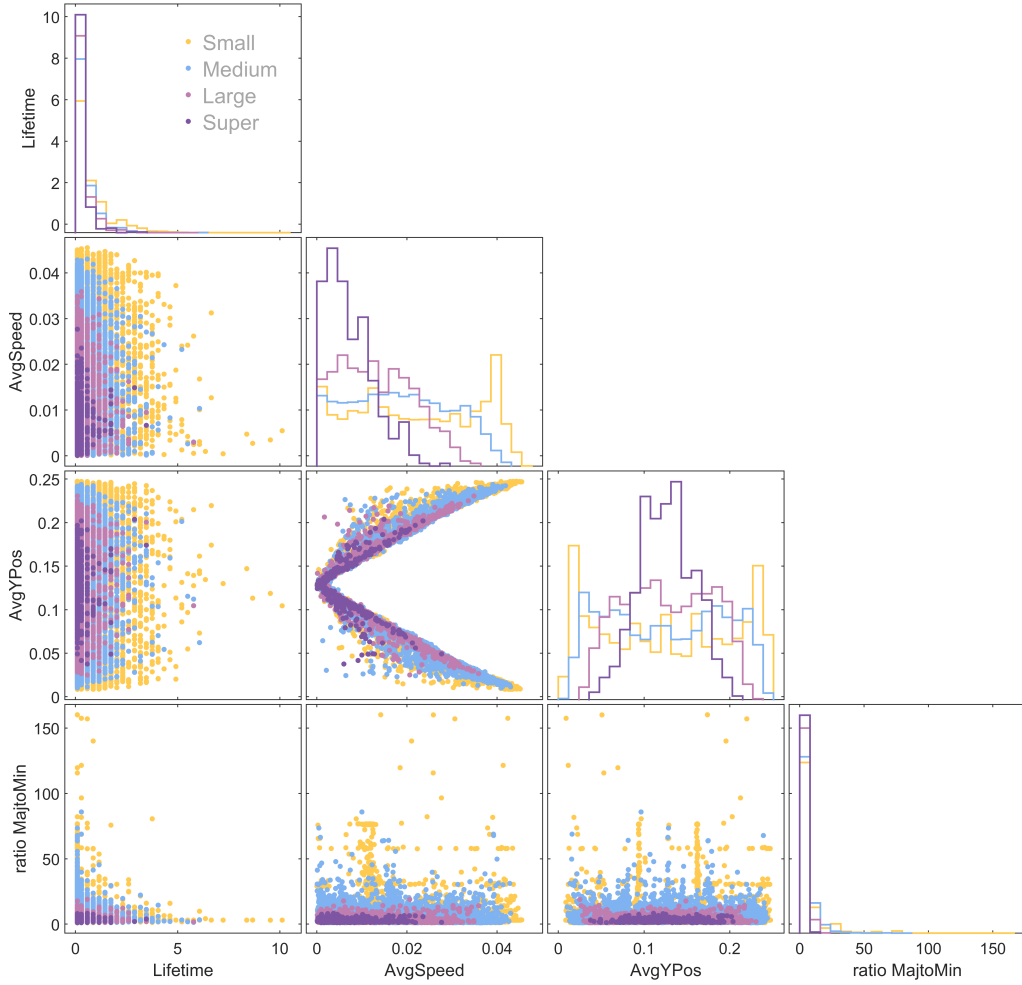 10
8
6
4
2
0
Lifetime
Small
Medium
Large
Super
0.04
0.03
0.02
0.01
0
AvgSpeed
0.25
0.2
0.15
0.1
0.05
0
AvgYPos
150
100
50
0
ratio MajtoMin
0 5 10
0 0.02 0.04
0 0.1 0.2
0 50 100 150
Lifetime AvgSpeed AvgYPos ratio MajtoMin